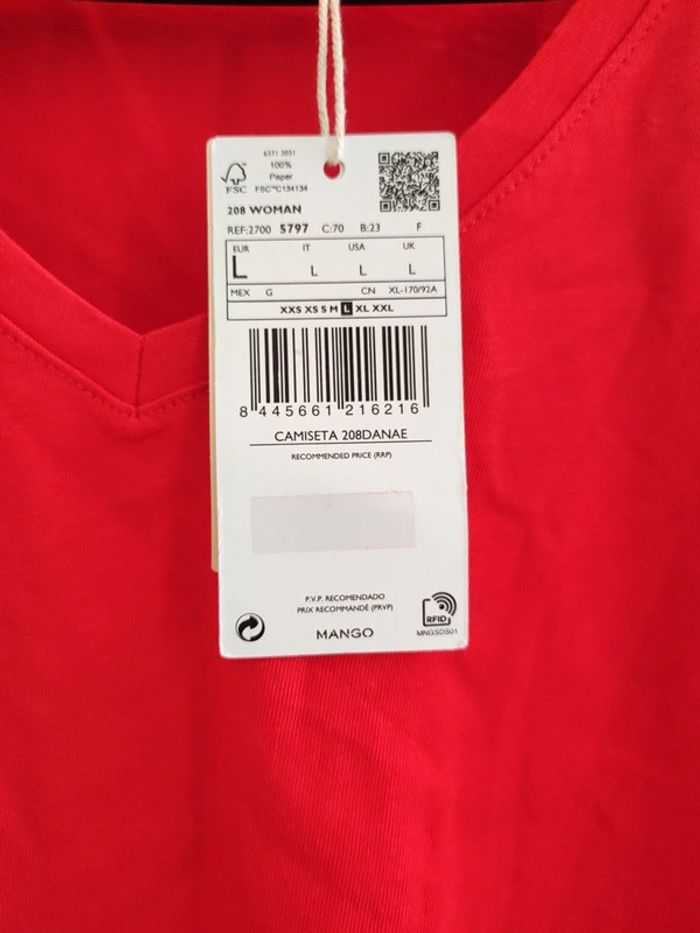 6371 2031
100%
Paper
FSC FSC™C134134
208 WOMAN
REF:2700 5797 C:70 B:23 F
EUR IT USA UK
L L L L
MEX G CN XL-170/92A
XXS XS S M L XL XXL
8 445661 216216
CAMISETA 208DANAE
RECOMMENDED PRICE (RRP)
P.V.P. RECOMENDADO
PRIX RECOMMANDÉ (PRVP)
MANGO
RFID
MNGSDS01